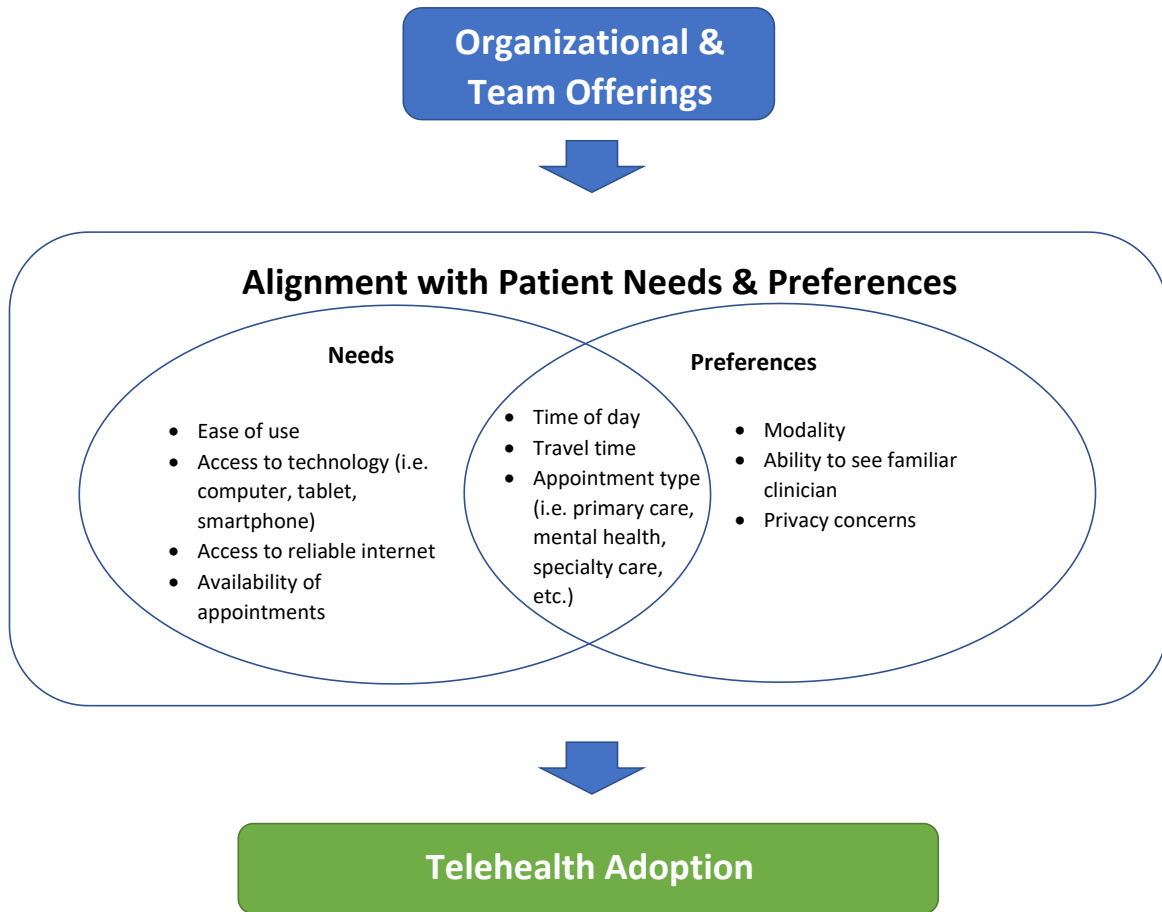 Organizational &
Team Offerings
Alignment with Patient Needs & Preferences
Needs
• Ease of use
• Access to technology (i.e.
computer, tablet,
smartphone)
• Access to reliable internet
• Availability of
appointments
• Time of day
• Travel time
• Appointment type
(i.e. primary care,
mental health,
specialty care,
etc.)
Preferences
• Modality
• Ability to see familiar
clinician
• Privacy concerns
Telehealth Adoption